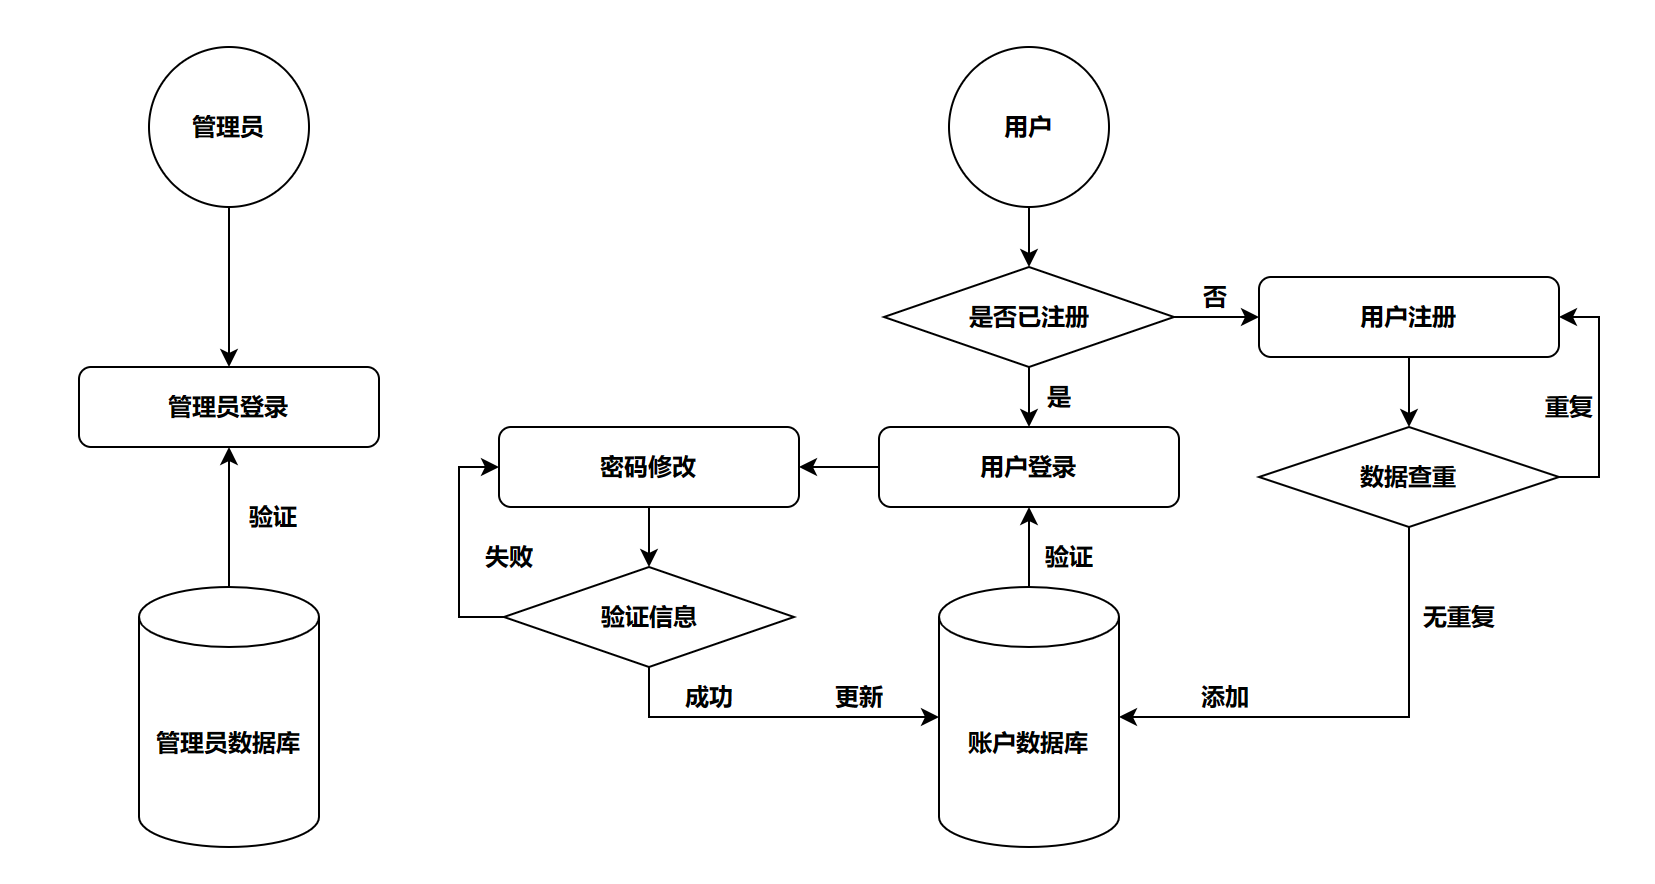 管理员
用户
是否已注册
否
用户注册
是
重复
管理员登录
密码修改
用户登录
数据查重
验证
失败
验证
验证信息
无重复
成功
更新
添加
管理员数据库
账户数据库